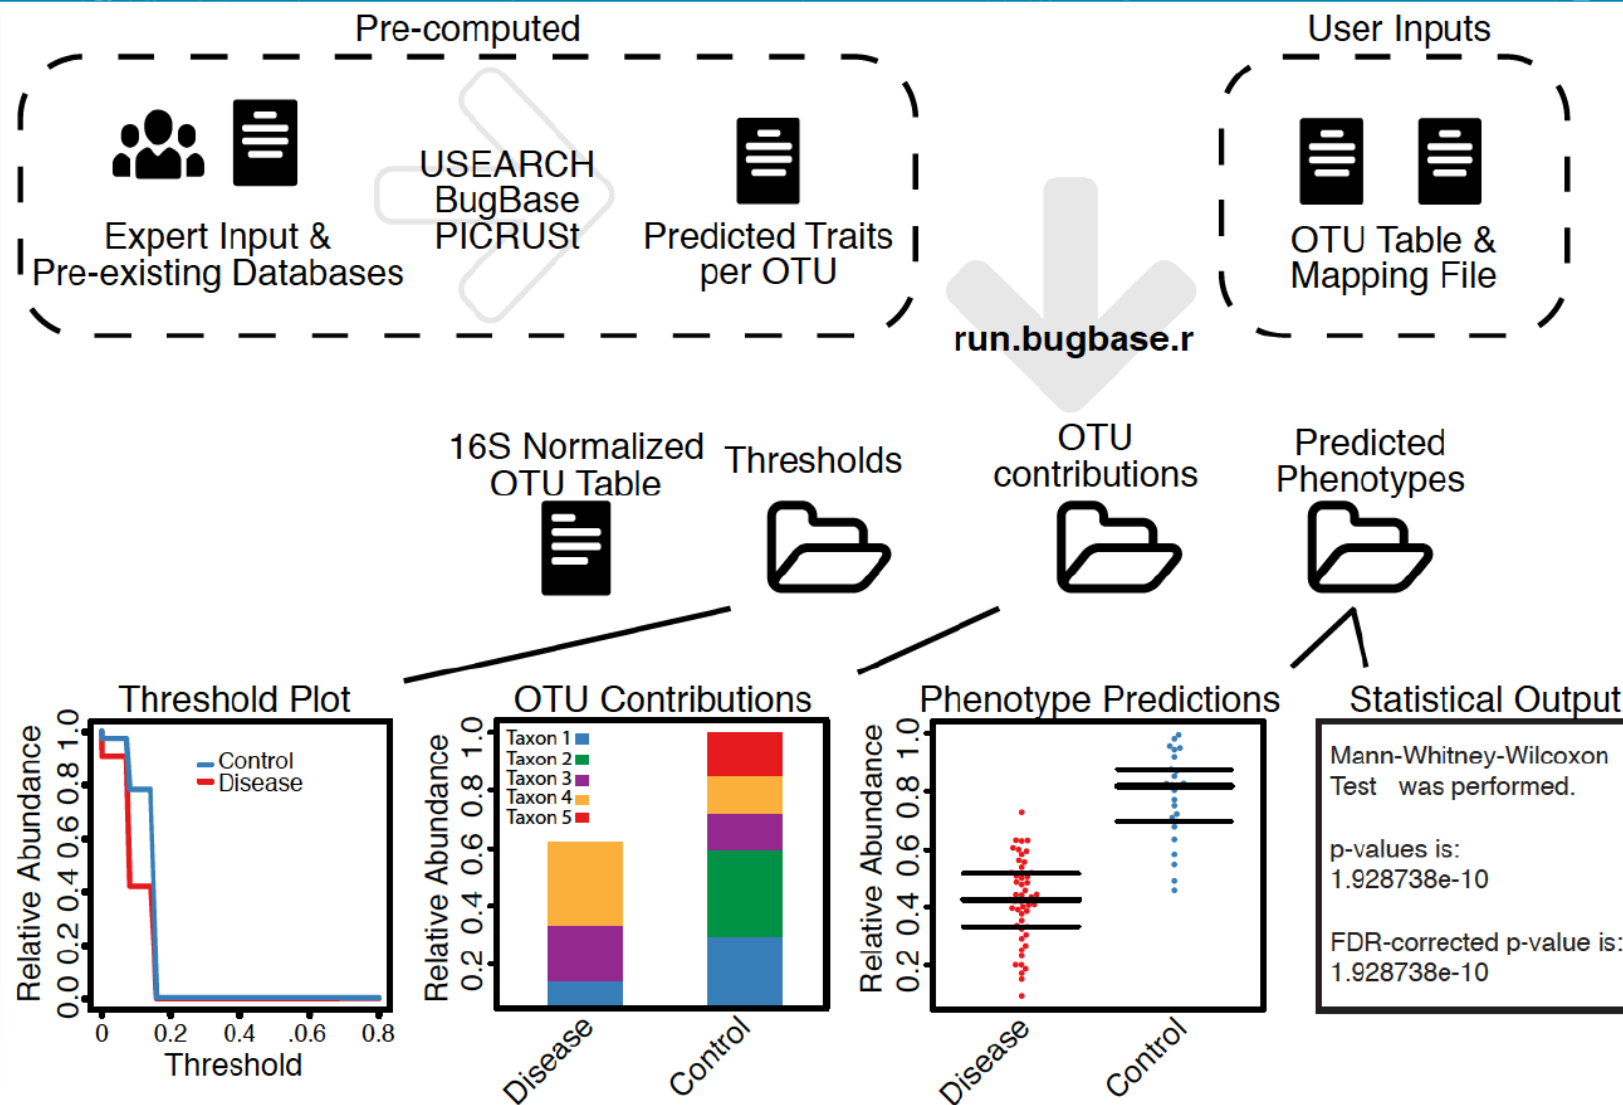 Pre-computed
User Inputs
USEARCH
BugBase
PICRUSt
Expert Input &
Pre-existing Databases
Predicted Traits
per OTU
OTU Table &
Mapping File
run.bugbase.r
16S Normalized
OTU Table
Thresholds
OTU
contributions
Predicted
Phenotypes
Threshold Plot
Relative Abundance
1.0
0.8
0.6
0.4
0.2
0.0
Control
Disease
0 0.2 0.4 .0.6 0.8
Threshold
OTU Contributions
Relative Abundance
1.0
0.8
0.6
0.4
0.2
Taxon 1
Taxon 2
Taxon 3
Taxon 4
Taxon 5
Disease
Control
Phenotype Predictions
Relative Abundance
1.0
0.8
0.6
0.4
0.2
Disease
Control
Statistical Output
Mann-Whitney-Wilcoxon
Test was performed.
p-values is:
1.928738e-10
FDR-corrected p-value is:
1.928738e-10